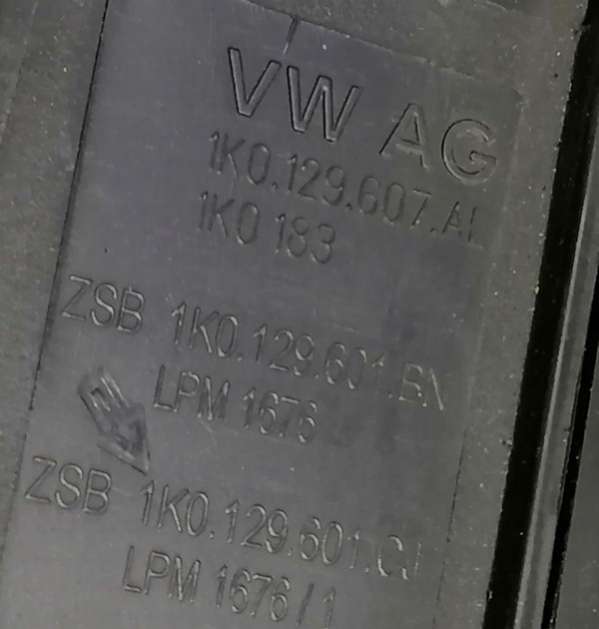 VW AG
1K0.129.607.AL
1K0 183
ZSB 1K0.129.601.BN
LPM 1676
ZSB 1K0.129.601.CJ
LPM 1676 / 1